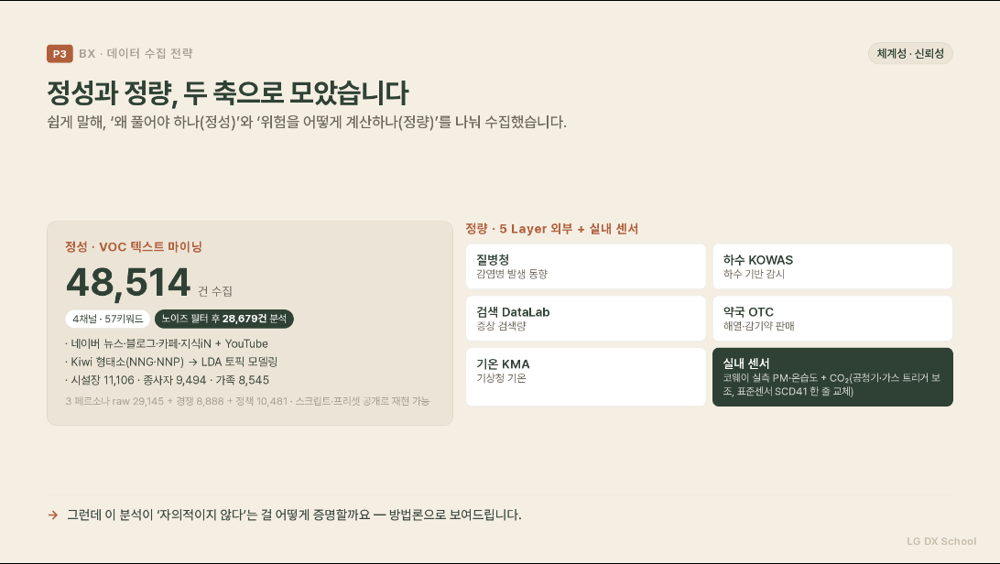 P3 BX · 데이터 수집 전략
체계성 · 신뢰성
정성과 정량, 두 축으로 모았습니다
쉽게 말해, ‘왜 풀어야 하나(정성)’와 ‘위험을 어떻게 계산하나(정량)’를 나눠 수집했습니다.
정성 · VOC 텍스트 마이닝
48,514 건 수집
4채널 · 57키워드
노이즈 필터 후 28,679건 분석
· 네이버 뉴스·블로그·카페·지식iN + YouTube
· Kiwi 형태소(NNG·NNP) → LDA 토픽 모델링
· 시설장 11,106 · 종사자 9,494 · 가족 8,545
3 페르소나 raw 29,145 + 경쟁 8,888 + 정책 10,481 · 스크립트·프리셋 공개로 재현 가능
정량 · 5 Layer 외부 + 실내 센서
질병청
감염병 발생 동향
하수 KOWAS
하수 기반 감시
검색 DataLab
증상 검색량
약국 OTC
해열·감기약 판매
기온 KMA
기상청 기온
실내 센서
코웨이 실측 PM·온습도 + CO₂(공청기·가스 트리거 보
조, 표준센서 SCD41 한 줄 교체)
→ 그런데 이 분석이 ‘자의적이지 않다’는 걸 어떻게 증명할까요 — 방법론으로 보여드립니다.
LG DX School